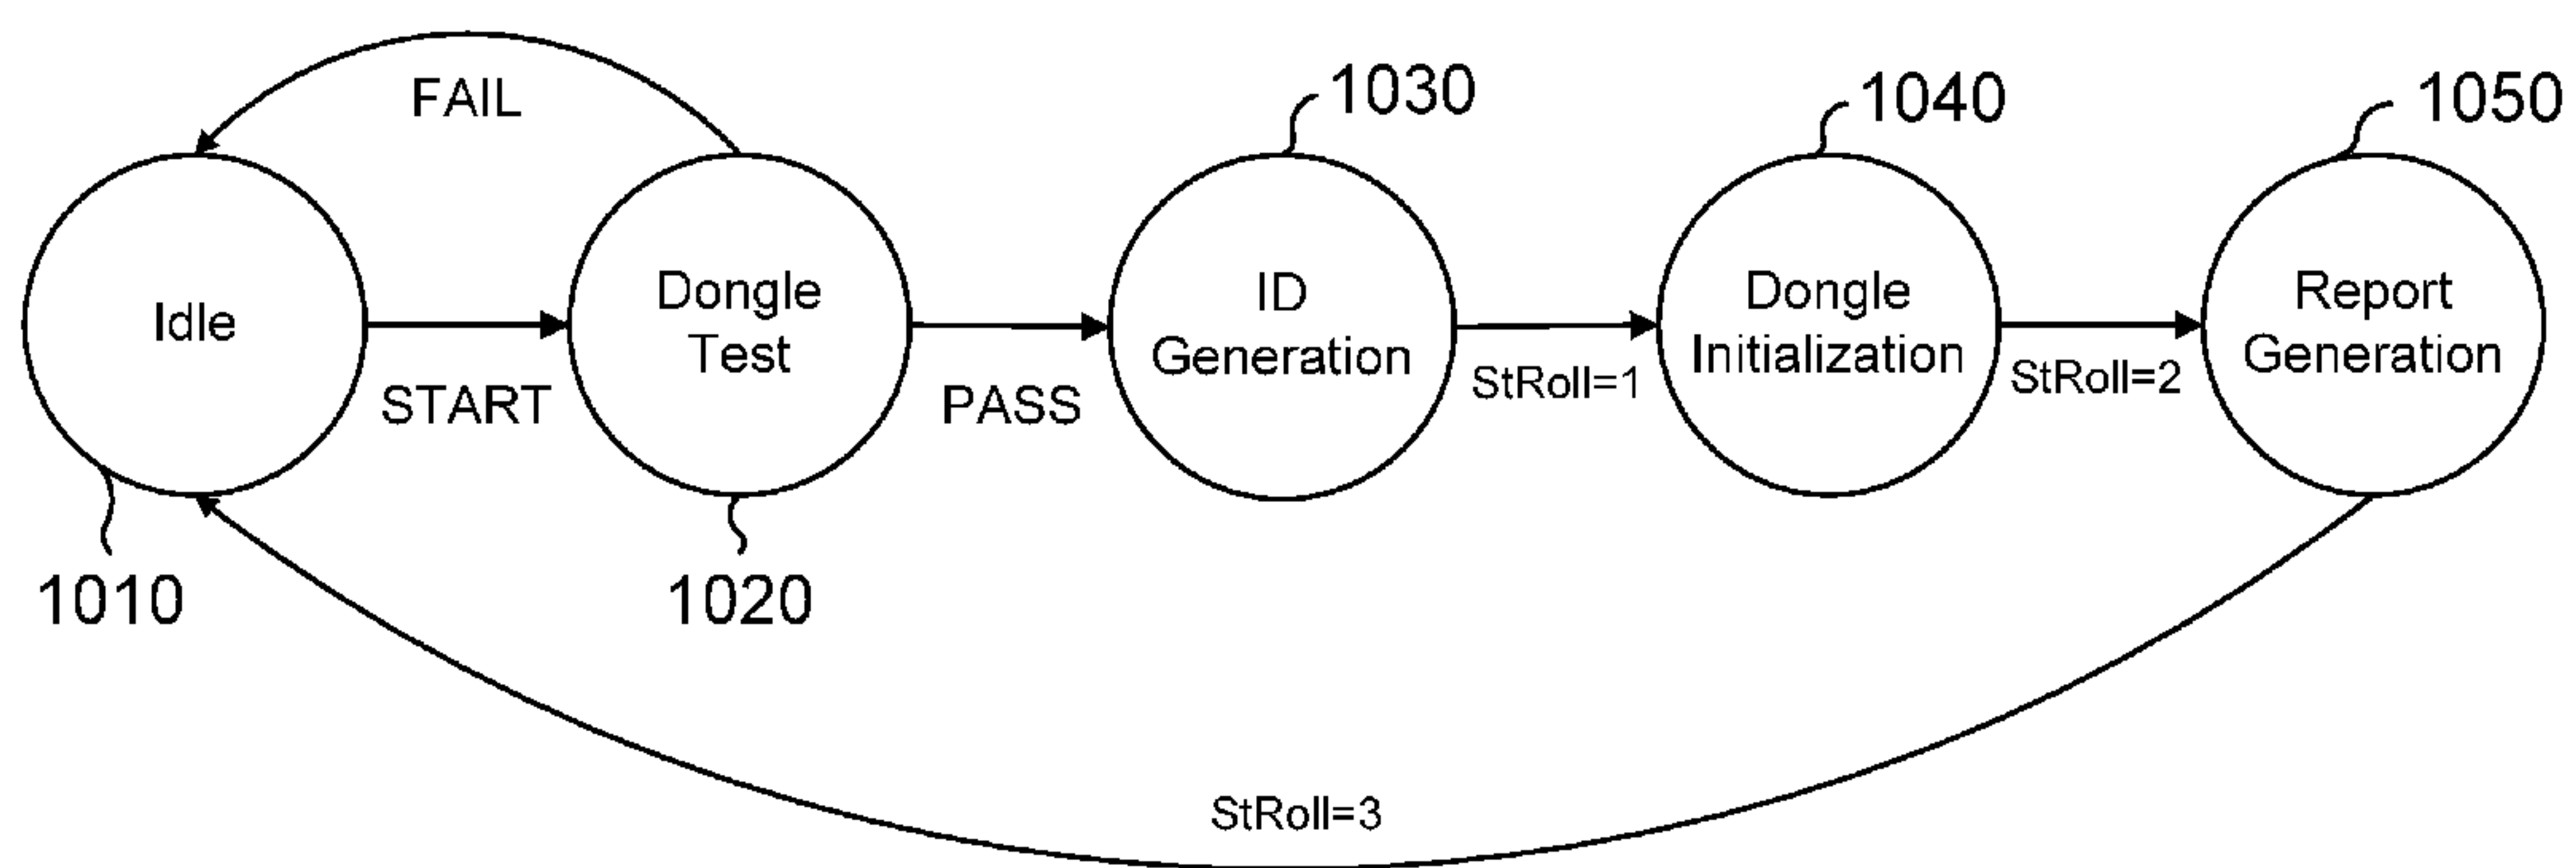 FAIL
1030
1040
1050
Idle
Dongle
Test
ID
Generation
Dongle
Initialization
Report
Generation
START
PASS
StRoll=1
StRoll=2
1010
1020
StRoll=3